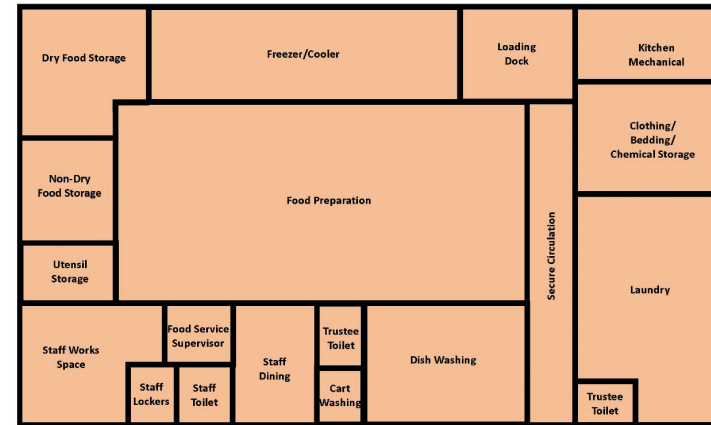 Dry Food Storage
Freezer/Cooler
Loading
Dock
Kitchen
Mechanical
Clothing/
Bedding/
Chemical Storage
Non-Dry
Food Storage
Food Preparation
Secure Circulation
Utensil
Storage
Laundry
Staff Works
Space
Food Service
Supervisor
Staff
Lockers
Staff
Toilet
Staff
Dining
Trustee
Toilet
Cart
Washing
Dish Washing
Trustee
Toilet